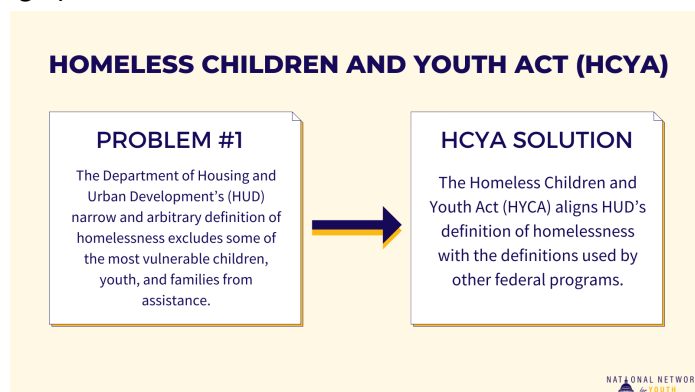 HOMELESS CHILDREN AND YOUTH ACT (HCYA)
PROBLEM #1
The Department of Housing and
Urban Development's (HUD)
narrow and arbitrary definition of
homelessness excludes some of
the most vulnerable children,
youth, and families from
assistance.
HCYA SOLUTION
The Homeless Children and
Youth Act (HYCA) aligns HUD's
definition of homelessness
with the definitions used by
other federal programs.
NATIONAL NETWOR
for YOUTH